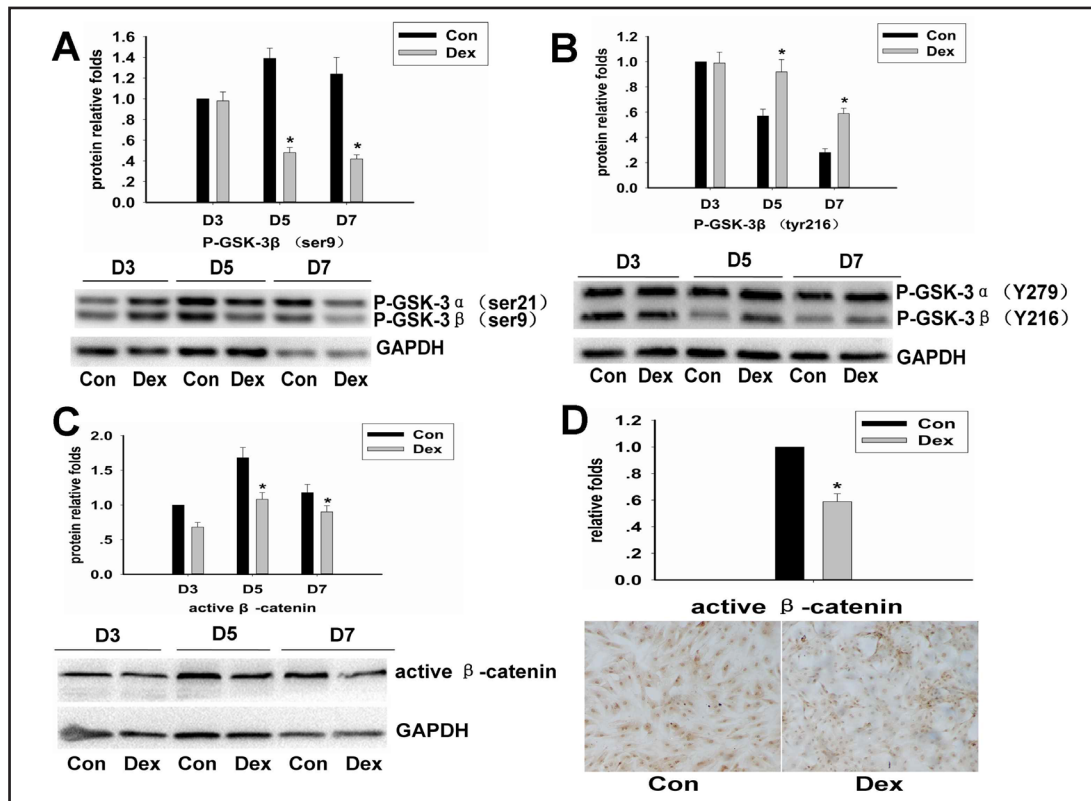 A
protein relative folds
1.6
1.4
1.2
1.0
.8
.6
.4
.2
0.0
Con
Dex
*
*
D3 D5 D7
P-GSK-3β（ser9）
D3 D5 D7
P-GSK-3α（ser21）
P-GSK-3β（ser9）
GAPDH
Con Dex Con Dex Con Dex
B
protein relative folds
1.2
1.0
.8
.6
.4
.2
0.0
Con
Dex
*
*
D3 D5 D7
P-GSK-3β（tyr216）
D3 D5 D7
P-GSK-3α（Y279）
P-GSK-3β（Y216）
GAPDH
Con Dex Con Dex Con Dex
C
protein relative folds
2.0
1.5
1.0
0.5
0.0
Con
Dex
*
*
D3 D5 D7
active β-catenin
D3 D5 D7
active β-catenin
GAPDH
Con Dex Con Dex Con Dex
D
relative folds
1.2
1.0
.8
.6
.4
.2
0.0
Con
Dex
*
active β-catenin
Con Dex